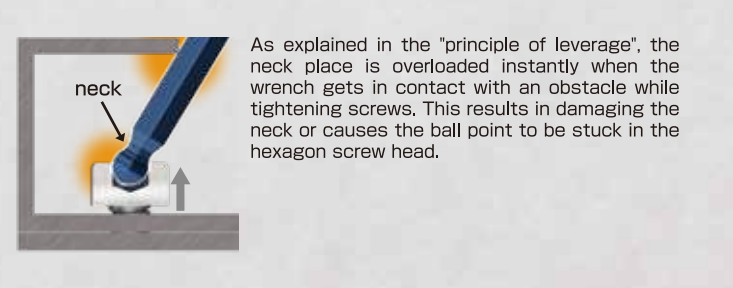 neck
As explained in the "principle of leverage", the
neck place is overloaded instantly when the
wrench gets in contact with an obstacle while
tightening screws. This results in damaging the
neck or causes the ball point to be stuck in the
hexagon screw head.